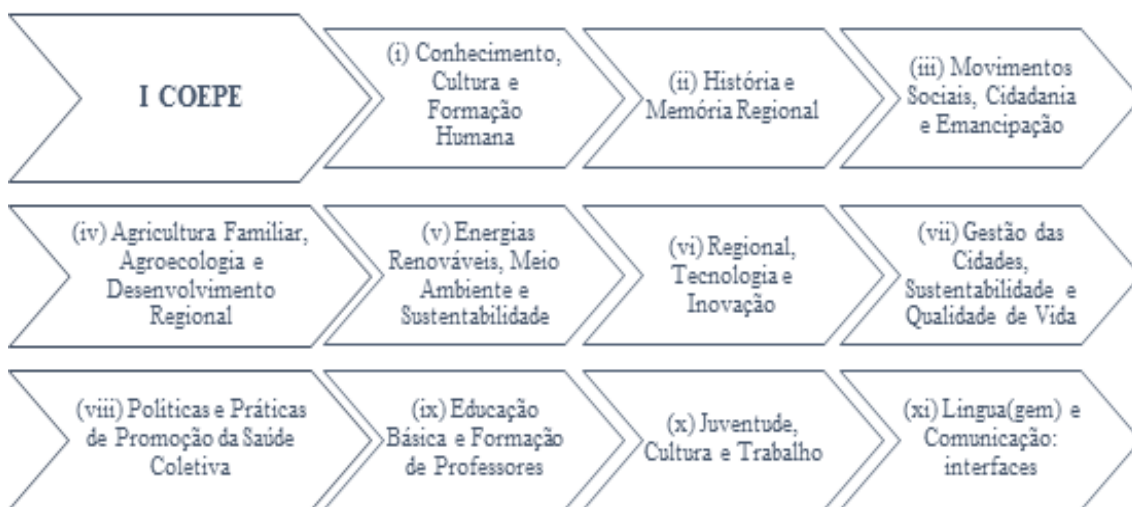 I COEPE
(i) Conhecimento,
Cultura e
Formação
Humana
(ii) História e
Memória Regional
(iii) Movimentos
Sociais, Cidadania
e Emancipação
(iv) Agricultura Familiar,
Agroecologia e
Desenvolvimento
Regional
(v) Energias
Renováveis, Meio
Ambiente e
Sustentabilidade
(vi) Regional,
Tecnologia e
Inovação
(vii) Gestão das
Cidades,
Sustentabilidade e
Qualidade de Vida
(viii) Políticas e Práticas
de Promoção da Saúde
Coletiva
(ix) Educação
Básica e Formação
de Professores
(x) Juventude,
Cultura e Trabalho
(xi) Lingua(gem) e
Comunicação:
interfaces